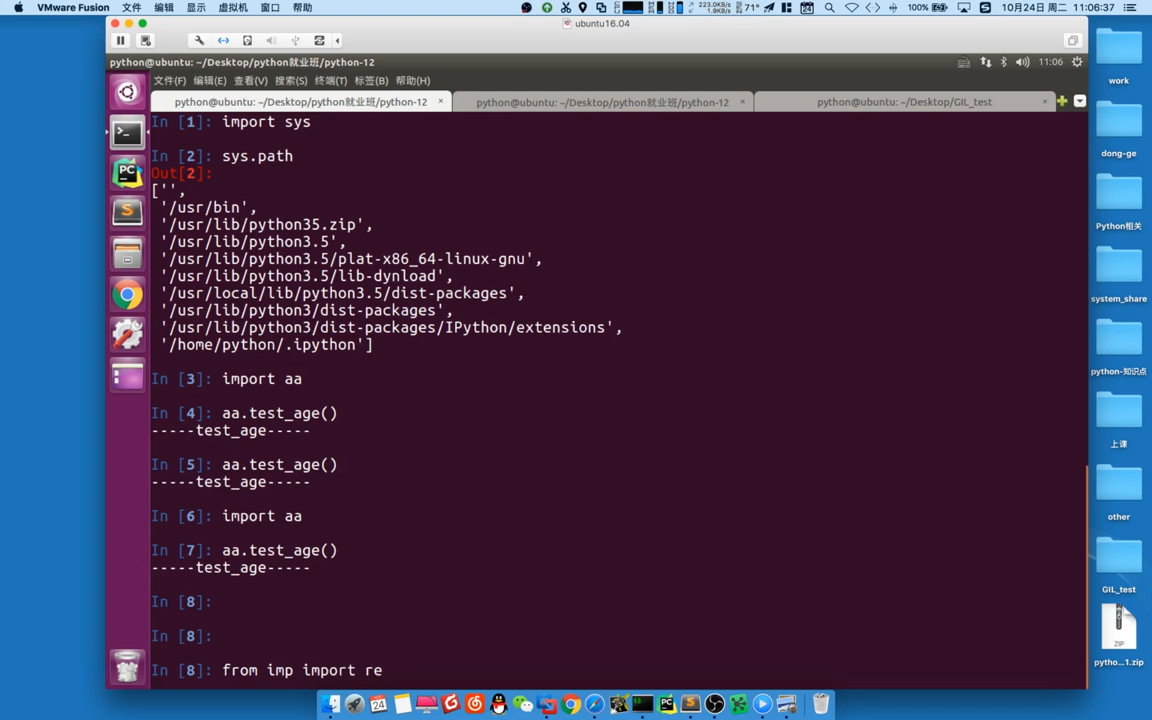 VMware Fusion 文件 编辑 显示 虚拟机 窗口 帮助
223.0KB/s
1.9KB/s
71° 100% 10月24日 周二 11:06:37
ubuntu16.04
python@ubuntu: ~/Desktop/python就业班/python-12
11:06
文件(F) 编辑(E) 查看(V) 搜索(S) 终端(T) 标签(B) 帮助(H)
python@ubuntu: ~/Desktop/python就业班/python-12 × python@ubuntu: ~/Desktop/python就业班/python-12 × python@ubuntu: ~/Desktop/GIL_test ×
In [1]: import sys
In [2]: sys.path
Out[2]:
['',
'/usr/bin',
'/usr/lib/python35.zip',
'/usr/lib/python3.5',
'/usr/lib/python3.5/plat-x86_64-linux-gnu',
'/usr/lib/python3.5/lib-dynload',
'/usr/local/lib/python3.5/dist-packages',
'/usr/lib/python3/dist-packages',
'/usr/lib/python3/dist-packages/IPython/extensions',
'/home/python/.ipython']
In [3]: import aa
In [4]: aa.test_age()
-----test_age-----
In [5]: aa.test_age()
-----test_age-----
In [6]: import aa
In [7]: aa.test_age()
-----test_age-----
In [8]:
In [8]:
In [8]: from imp import re
work
dong-ge
Python相关
system_share
python-知识点
上课
other
GIL_test
ZIP
pytho...1.zip